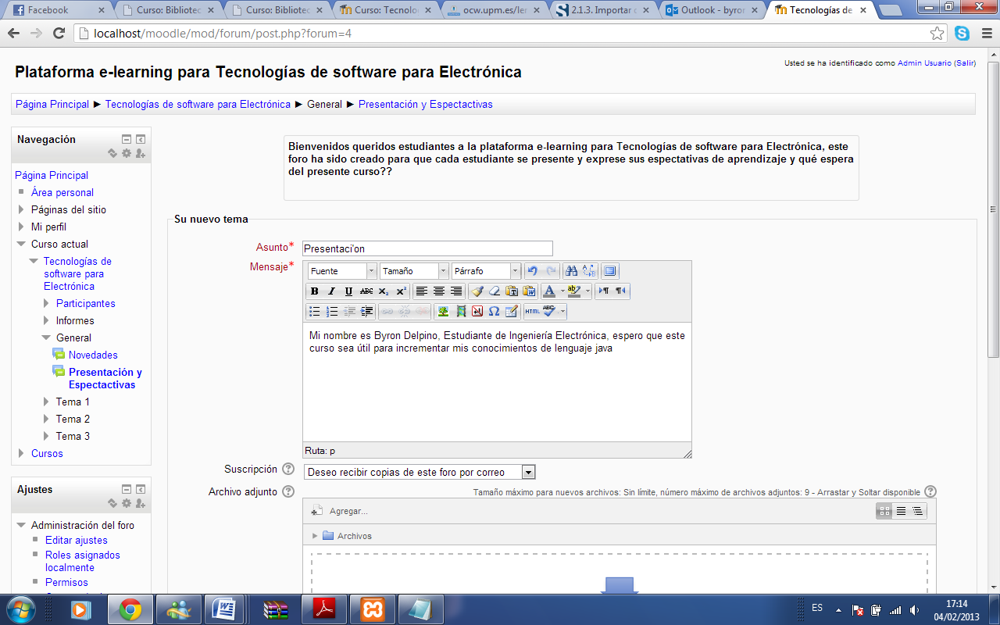 Facebook
Curso: Bibliotec
Curso: Bibliotec
Curso: Tecnolo
ocw.upm.es/le
2.1.3. Importar
Outlook - byro
Tecnologías de
localhost/moodle/mod/forum/post.php?forum=4
Usted se ha identificado como Admin Usuario (Salir)
Plataforma e-learning para Tecnologías de software para Electrónica
Página Principal ► Tecnologías de software para Electrónica ► General ► Presentación y Espectactivas
Navegación
Página Principal
Área personal
Páginas del sitio
Mi perfil
Curso actual
Tecnologías de
software para
Electrónica
Participantes
Informes
General
Novedades
Presentación y
Espectactivas
Tema 1
Tema 2
Tema 3
Cursos
Ajustes
Administración del foro
Editar ajustes
Roles asignados
localmente
Permisos
Bienvenidos queridos estudiantes a la plataforma e-learning para Tecnologías de software para Electrónica, este
foro ha sido creado para que cada estudiante se presente y exprese sus espectativas de aprendizaje y qué espera
del presente curso??
Su nuevo tema
Asunto*
Presentaci'on
Mensaje*
Fuente
Tamaño
Párrafo
B I U ABC x₂ x²
HTML ABC
Mi nombre es Byron Delpino, Estudiante de Ingeniería Electrónica, espero que este
curso sea útil para incrementar mis conocimientos de lenguaje java
Ruta: p
Suscripción
Deseo recibir copias de este foro por correo
Archivo adjunto
Tamaño máximo para nuevos archivos: Sin límite, número máximo de archivos adjuntos: 9 - Arrastar y Soltar disponible
Agregar...
Archivos
ES
17:14
04/02/2013